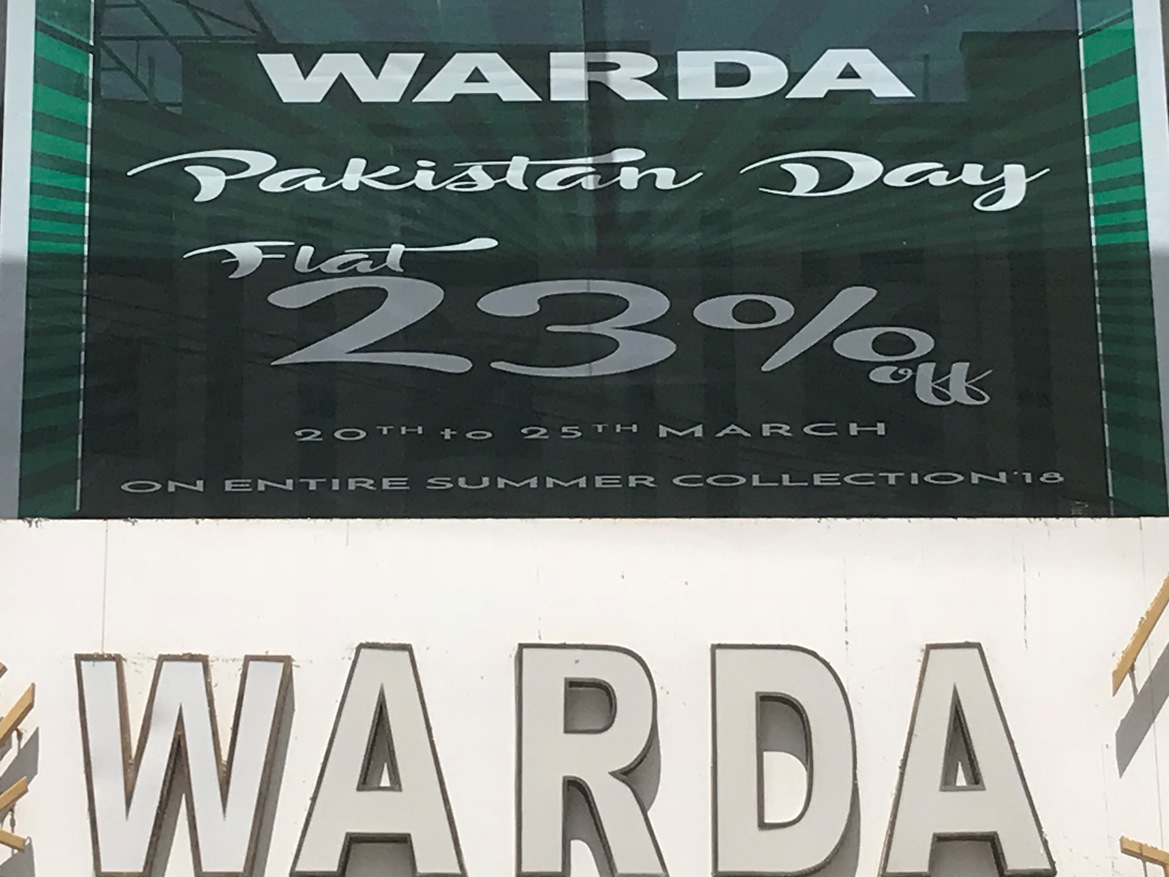 WARDA
Pakistan Day
Flat
23%
off
20TH to 25TH MARCH
ON ENTIRE SUMMER COLLECTION'18
WARDA